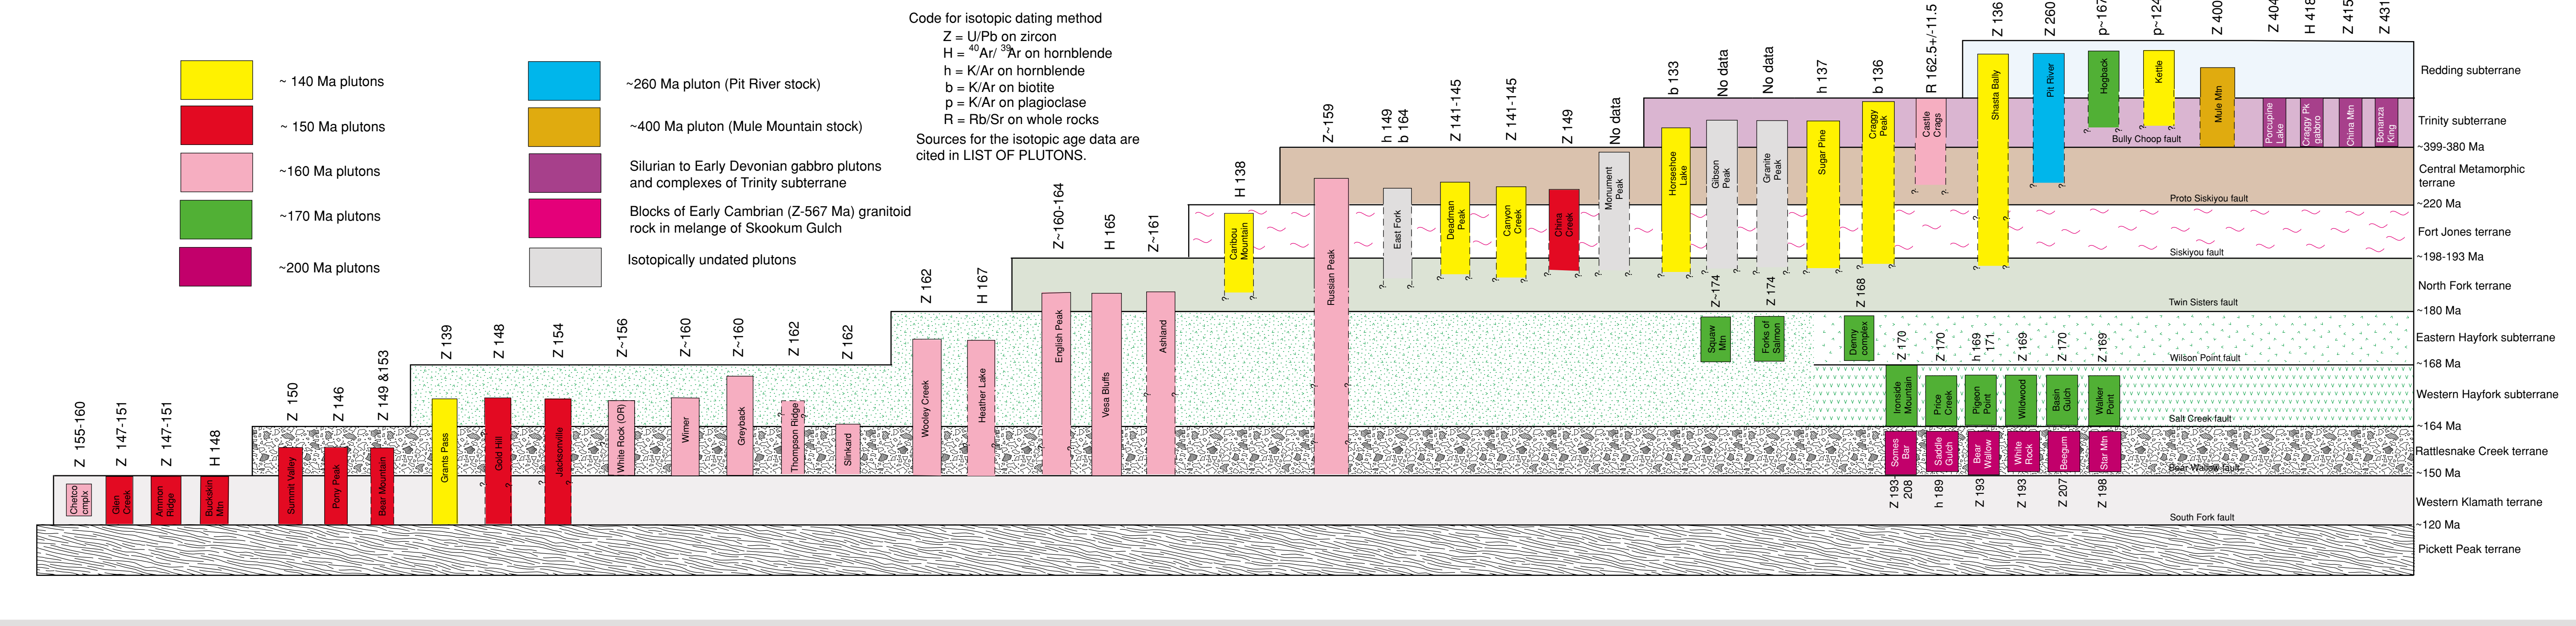 Code for isotopic dating method
Z = U/Pb on zircon
H = 40Ar/ 39Ar on hornblende
h = K/Ar on hornblende
b = K/Ar on biotite
p = K/Ar on plagioclase
R = Rb/Sr on whole rocks
Sources for the isotopic age data are
cited in LIST OF PLUTONS.
~ 140 Ma plutons
~ 150 Ma plutons
~160 Ma plutons
~170 Ma plutons
~200 Ma plutons
~260 Ma pluton (Pit River stock)
~400 Ma pluton (Mule Mountain stock)
Silurian to Early Devonian gabbro plutons
and complexes of Trinity subterrane
Blocks of Early Cambrian (Z-567 Ma) granitoid
rock in melange of Skookum Gulch
Isotopically undated plutons
Z 155-160
Chetco
cmplx
Z 147-151
Glen
Creek
Z 147-151
Ammon
Ridge
H 148
Buckskin
Mtn
Z 150
Summit Valley
Z 146
Pony Peak
Z 149 &153
Bear Mountain
Z 139
Grants Pass
Z 148
Gold Hill
?
?
Z 154
Jacksonville
?
?
Z~156
White Rock (OR)
Z~160
Wimer
Z~160
Greyback
Z 162
Thompson Ridge
?
?
Z 162
Slinkard
Z 162
Wooley Creek
H 167
Heather Lake
?
?
Z~160-164
English Peak
?
?
H 165
Vesa Bluffs
Z~161
Ashland
?
?
H 138
Caribou
Mountain
?
?
Z~159
Russian Peak
?
?
?
?
h 149
b 164
East Fork
?
?
Z 141-145
Deadman
Peak
?
?
Z 141-145
Canyon
Creek
?
?
Z 149
China
Creek
?
?
No data
Monument
Peak
?
?
b 133
Horseshoe
Lake
?
?
No data
Gibson
Peak
?
?
No data
Granite
Peak
?
?
h 137
Sugar Pine
?
?
b 136
Craggy
Peak
?
?
R 162.5+/-11.5
Castle
Crags
?
?
Z 136
Shasta Bally
?
?
?
?
Z 260
Pit River
?
?
p~167
Hogback
?
?
p~124
Kettle
?
?
Z 400
Mule Mtn
Z 404
Porcupine
Lake
H 418
Craggy Pk
gabbro
Z 415
China Mtn
Z 431
Bonanza
King
Z~174
Squaw
Mtn
Z 174
Forks of
Salmon
Z 168
Denny
complex
Z 170
Ironside
Mountain
Z 170
Price
Creek
h 169
171
Pigeon
Point
Z 169
Wildwood
Z 170
Basin
Gulch
Z 169
Walker
Point
Somes
Bar
Z 193-
208
Saddle
Gulch
h 189
Bear
Wallow
Z 193
White
Rock
Z 193
Beegum
Z 207
Star Mtn
Z 198
Redding subterrane
Trinity subterrane
Bully Choop fault
~399-380 Ma
Central Metamorphic
terrane
Proto Siskiyou fault
~220 Ma
Fort Jones terrane
Siskiyou fault
~198-193 Ma
North Fork terrane
Twin Sisters fault
~180 Ma
Eastern Hayfork subterrane
Wilson Point fault
~168 Ma
Western Hayfork subterrane
Salt Creek fault
~164 Ma
Rattlesnake Creek terrane
Bear Wallow fault
~150 Ma
Western Klamath terrane
South Fork fault
~120 Ma
Pickett Peak terrane